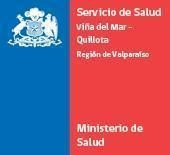 Servicio de Salud
Viña del Mar –
Quillota
Región de Valparaíso
Ministerio de
Salud